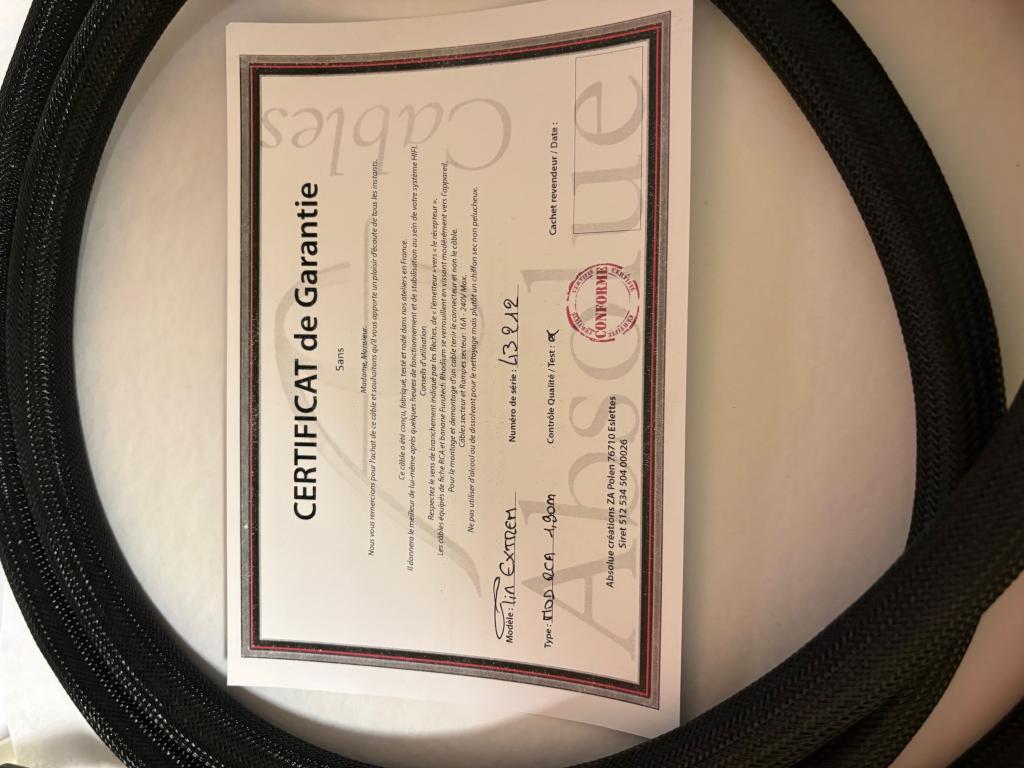 CERTIFICAT de Garantie
5ans
Madame, Monsieur.
Nous vous remercions pour l'achat de ce câble et souhaitons qu'il vous apporte un plaisir d'écoute de tous les instants.
Ce câble a été conçu, fabriqué, testé et rodé dans nos ateliers en France.
Il donnera le meilleur de lui-même après quelques heures de fonctionnement et de stabilisation au sein de votre système HIFI.
Conseils d'utilisation
Respectez le sens de branchement indiqué par les flèches, de « l'émetteur » vers « le récepteur ».
Les câbles équipés de fiche RCA et banane Furutech Rhodium se verrouillent en vissant modérément vers l'appareil.
Pour le montage et démontage d'un câble tenir le connecteur et non le câble.
Câbles secteur et Rampes secteur: 16A - 240V Max.
Ne pas utiliser d'alcool ou de dissolvant pour le nettoyage mais plutôt un chiffon sec non pelucheux.
Modèle : Tim EXTREM Numéro de série : 43212
Type : MOD RCA 1,90m Contrôle Qualité / Test : Cachet revendeur / Date :
CERTIFIÉ CERTIFIÉ
CONFORME
CERTIFIÉ CERTIFIÉ
Absolue créations ZA Polen 76710 Eslettes
Siret 512 534 504 00026
Absolue
Cables